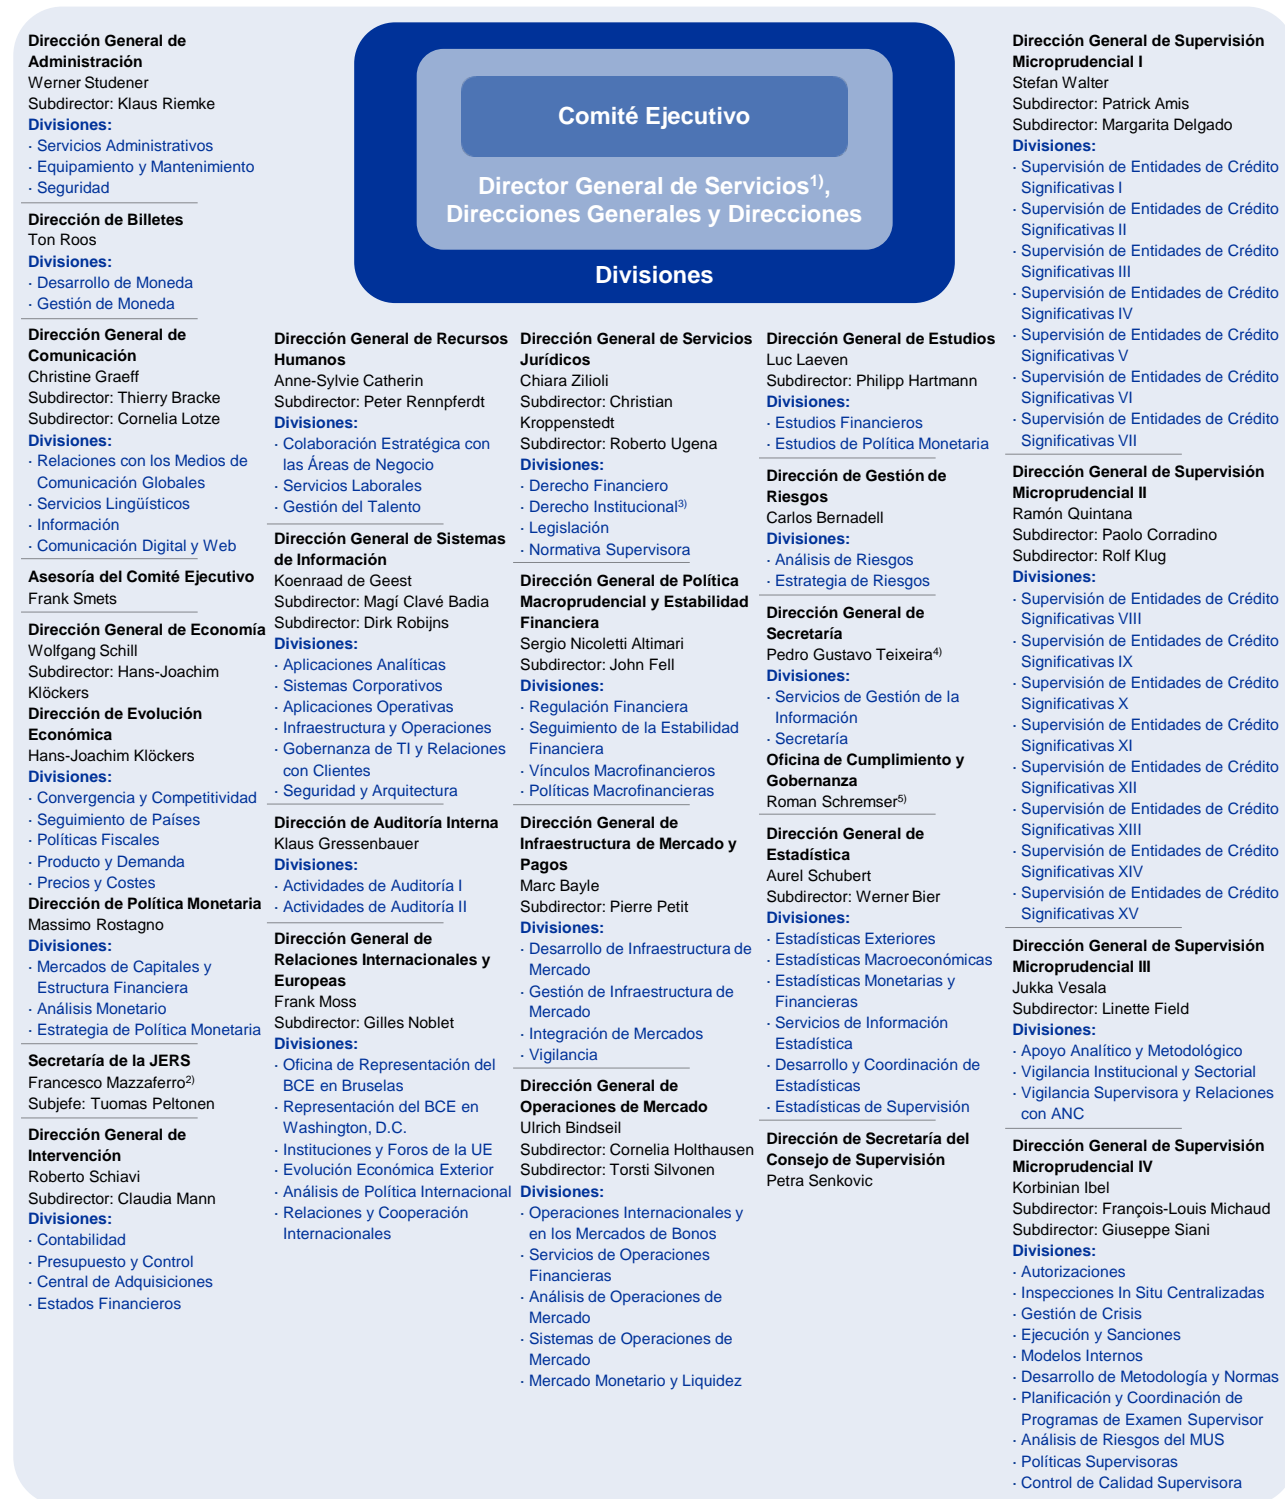 Dirección General de
Administración
Werner Studener
Subdirector: Klaus Riemke
Divisiones:
· Servicios Administrativos
· Equipamiento y Mantenimiento
· Seguridad
Dirección de Billetes
Ton Roos
Divisiones:
· Desarrollo de Moneda
· Gestión de Moneda
Dirección General de
Comunicación
Christine Graeff
Subdirector: Thierry Bracke
Subdirector: Cornelia Lotze
Divisiones:
· Relaciones con los Medios de
Comunicación Globales
· Servicios Lingüísticos
· Información
· Comunicación Digital y Web
Asesoría del Comité Ejecutivo
Frank Smets
Dirección General de Economía
Wolfgang Schill
Subdirector: Hans-Joachim
Klöckers
Dirección de Evolución
Económica
Hans-Joachim Klöckers
Divisiones:
· Convergencia y Competitividad
· Seguimiento de Países
· Políticas Fiscales
· Producto y Demanda
· Precios y Costes
Dirección de Política Monetaria
Massimo Rostagno
Divisiones:
· Mercados de Capitales y
Estructura Financiera
· Análisis Monetario
· Estrategia de Política Monetaria
Secretaría de la JERS
Francesco Mazzaferro2)
Subjefe: Tuomas Peltonen
Dirección General de
Intervención
Roberto Schiavi
Subdirector: Claudia Mann
Divisiones:
· Contabilidad
· Presupuesto y Control
· Central de Adquisiciones
· Estados Financieros
Comité Ejecutivo
Director General de Servicios1),
Direcciones Generales y Direcciones
Divisiones
Dirección General de Recursos
Humanos
Anne-Sylvie Catherin
Subdirector: Peter Rennpferdt
Divisiones:
· Colaboración Estratégica con
las Áreas de Negocio
· Servicios Laborales
· Gestión del Talento
Dirección General de Sistemas
de Información
Koenraad de Geest
Subdirector: Magí Clavé Badia
Subdirector: Dirk Robijns
Divisiones:
· Aplicaciones Analíticas
· Sistemas Corporativos
· Aplicaciones Operativas
· Infraestructura y Operaciones
· Gobernanza de TI y Relaciones
con Clientes
· Seguridad y Arquitectura
Dirección de Auditoría Interna
Klaus Gressenbauer
Divisiones:
· Actividades de Auditoría I
· Actividades de Auditoría II
Dirección General de
Relaciones Internacionales y
Europeas
Frank Moss
Subdirector: Gilles Noblet
Divisiones:
· Oficina de Representación del
BCE en Bruselas
· Representación del BCE en
Washington, D.C.
· Instituciones y Foros de la UE
· Evolución Económica Exterior
· Análisis de Política Internacional
· Relaciones y Cooperación
Internacionales
Dirección General de Servicios
Jurídicos
Chiara Zilioli
Subdirector: Christian
Kroppenstedt
Subdirector: Roberto Ugena
Divisiones:
· Derecho Financiero
· Derecho Institucional3)
· Legislación
· Normativa Supervisora
Dirección General de Política
Macroprudencial y Estabilidad
Financiera
Sergio Nicoletti Altimari
Subdirector: John Fell
Divisiones:
· Regulación Financiera
· Seguimiento de la Estabilidad
Financiera
· Vínculos Macrofinancieros
· Políticas Macrofinancieras
Dirección General de
Infraestructura de Mercado y
Pagos
Marc Bayle
Subdirector: Pierre Petit
Divisiones:
· Desarrollo de Infraestructura de
Mercado
· Gestión de Infraestructura de
Mercado
· Integración de Mercados
· Vigilancia
Dirección General de
Operaciones de Mercado
Ulrich Bindseil
Subdirector: Cornelia Holthausen
Subdirector: Torsti Silvonen
Divisiones:
· Operaciones Internacionales y
en los Mercados de Bonos
· Servicios de Operaciones
Financieras
· Análisis de Operaciones de
Mercado
· Sistemas de Operaciones de
Mercado
· Mercado Monetario y Liquidez
Dirección General de Estudios
Luc Laeven
Subdirector: Philipp Hartmann
Divisiones:
· Estudios Financieros
· Estudios de Política Monetaria
Dirección de Gestión de
Riesgos
Carlos Bernadell
Divisiones:
· Análisis de Riesgos
· Estrategia de Riesgos
Dirección General de
Secretaría
Pedro Gustavo Teixeira4)
Divisiones:
· Servicios de Gestión de la
Información
· Secretaría
Oficina de Cumplimiento y
Gobernanza
Roman Schremser5)
Dirección General de
Estadística
Aurel Schubert
Subdirector: Werner Bier
Divisiones:
· Estadísticas Exteriores
· Estadísticas Macroeconómicas
· Estadísticas Monetarias y
Financieras
· Servicios de Información
Estadística
· Desarrollo y Coordinación de
Estadísticas
· Estadísticas de Supervisión
Dirección de Secretaría del
Consejo de Supervisión
Petra Senkovic
Dirección General de Supervisión
Microprudencial I
Stefan Walter
Subdirector: Patrick Amis
Subdirector: Margarita Delgado
Divisiones:
· Supervisión de Entidades de Crédito
Significativas I
· Supervisión de Entidades de Crédito
Significativas II
· Supervisión de Entidades de Crédito
Significativas III
· Supervisión de Entidades de Crédito
Significativas IV
· Supervisión de Entidades de Crédito
Significativas V
· Supervisión de Entidades de Crédito
Significativas VI
· Supervisión de Entidades de Crédito
Significativas VII
Dirección General de Supervisión
Microprudencial II
Ramón Quintana
Subdirector: Paolo Corradino
Subdirector: Rolf Klug
Divisiones:
· Supervisión de Entidades de Crédito
Significativas VIII
· Supervisión de Entidades de Crédito
Significativas IX
· Supervisión de Entidades de Crédito
Significativas X
· Supervisión de Entidades de Crédito
Significativas XI
· Supervisión de Entidades de Crédito
Significativas XII
· Supervisión de Entidades de Crédito
Significativas XIII
· Supervisión de Entidades de Crédito
Significativas XIV
· Supervisión de Entidades de Crédito
Significativas XV
Dirección General de Supervisión
Microprudencial III
Jukka Vesala
Subdirector: Linette Field
Divisiones:
· Apoyo Analítico y Metodológico
· Vigilancia Institucional y Sectorial
· Vigilancia Supervisora y Relaciones
con ANC
Dirección General de Supervisión
Microprudencial IV
Korbinian Ibel
Subdirector: François-Louis Michaud
Subdirector: Giuseppe Siani
Divisiones:
· Autorizaciones
· Inspecciones In Situ Centralizadas
· Gestión de Crisis
· Ejecución y Sanciones
· Modelos Internos
· Desarrollo de Metodología y Normas
· Planificación y Coordinación de
Programas de Examen Supervisor
· Análisis de Riesgos del MUS
· Políticas Supervisoras
· Control de Calidad Supervisora